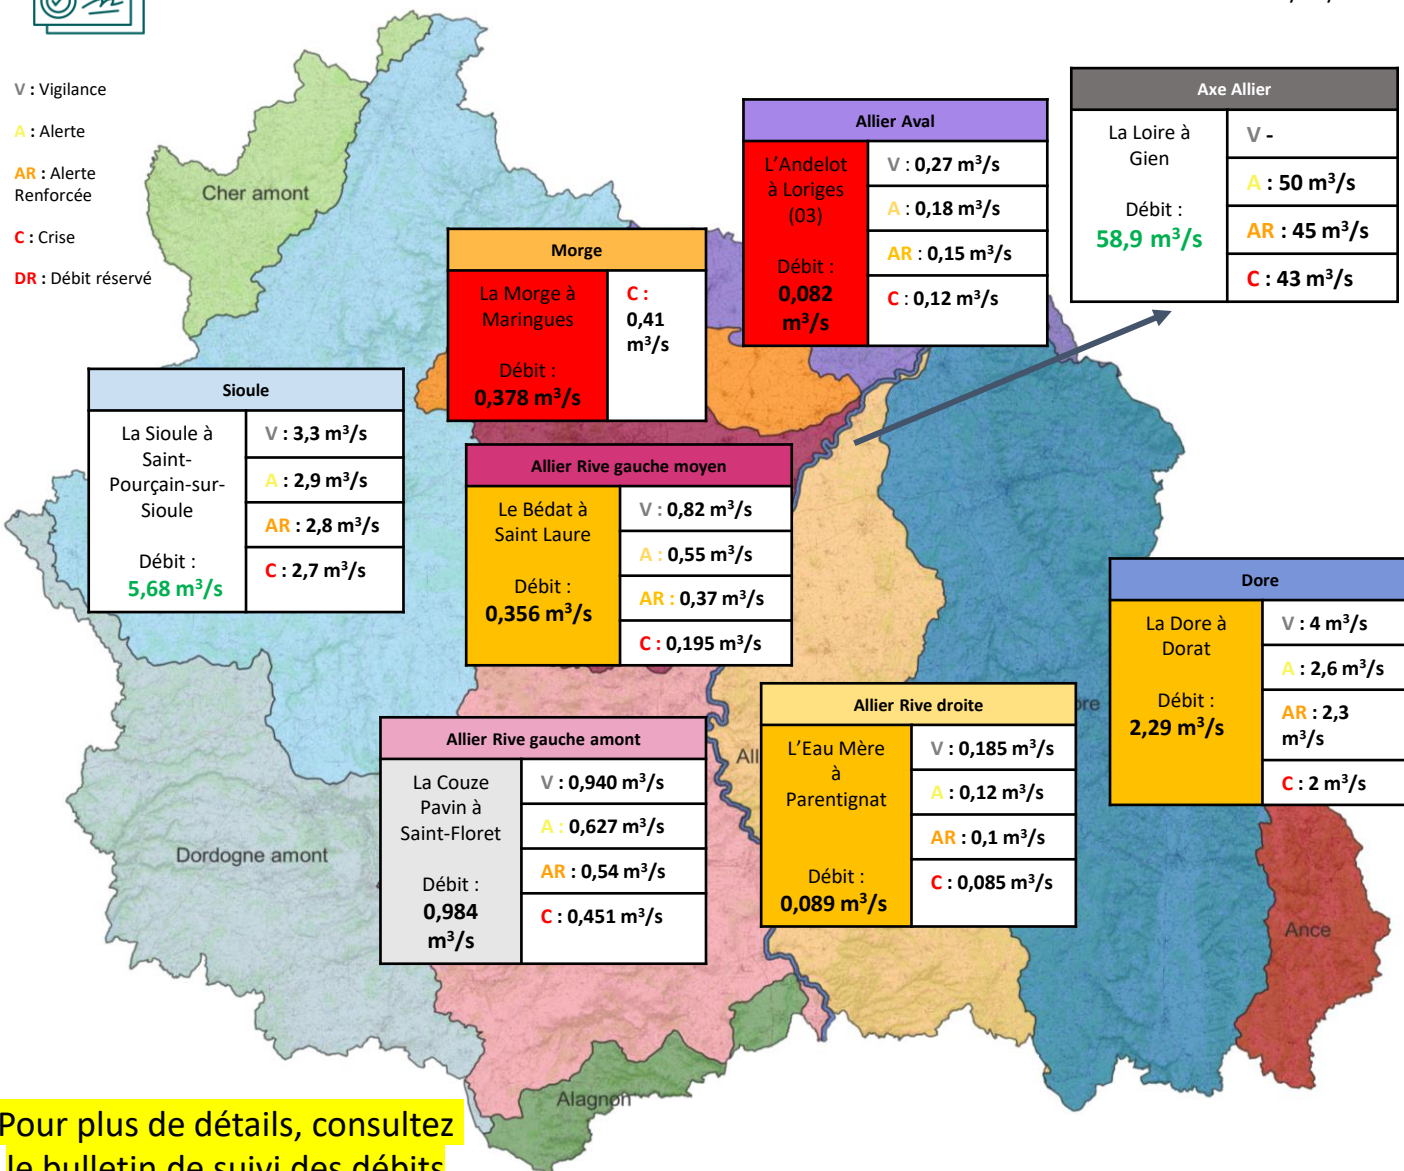 V : Vigilance
A : Alerte
AR : Alerte
Renforcée
C : Crise
DR : Débit réservé
Cher amont
Allier Aval
L'Andelot
à Loriges
(03)
Débit :
0,082
m³/s
V : 0,27 m³/s
A : 0,18 m³/s
AR : 0,15 m³/s
C : 0,12 m³/s
Axe Allier
La Loire à
Gien
Débit :
58,9 m³/s
V -
A : 50 m³/s
AR : 45 m³/s
C : 43 m³/s
Morge
La Morge à
Maringues
Débit :
0,378 m³/s
C :
0,41
m³/s
Sioule
La Sioule à
Saint-
Pourçain-sur-
Sioule
Débit :
5,68 m³/s
V : 3,3 m³/s
A : 2,9 m³/s
AR : 2,8 m³/s
C : 2,7 m³/s
Allier Rive gauche moyen
Le Bédat à
Saint Laure
Débit :
0,356 m³/s
V : 0,82 m³/s
A : 0,55 m³/s
AR : 0,37 m³/s
C : 0,195 m³/s
Dore
La Dore à
Dorat
Débit :
2,29 m³/s
V : 4 m³/s
A : 2,6 m³/s
AR : 2,3
m³/s
C : 2 m³/s
Allier Rive gauche amont
La Couze
Pavin à
Saint-Floret
Débit :
0,984
m³/s
V : 0,940 m³/s
A : 0,627 m³/s
AR : 0,54 m³/s
C : 0,451 m³/s
Allier Rive droite
L'Eau Mère
à
Parentignat
Débit :
0,089 m³/s
V : 0,185 m³/s
A : 0,12 m³/s
AR : 0,1 m³/s
C : 0,085 m³/s
Dordogne amont
Ance
Alagnon
Pour plus de détails, consultez
le bulletin de suivi des débits